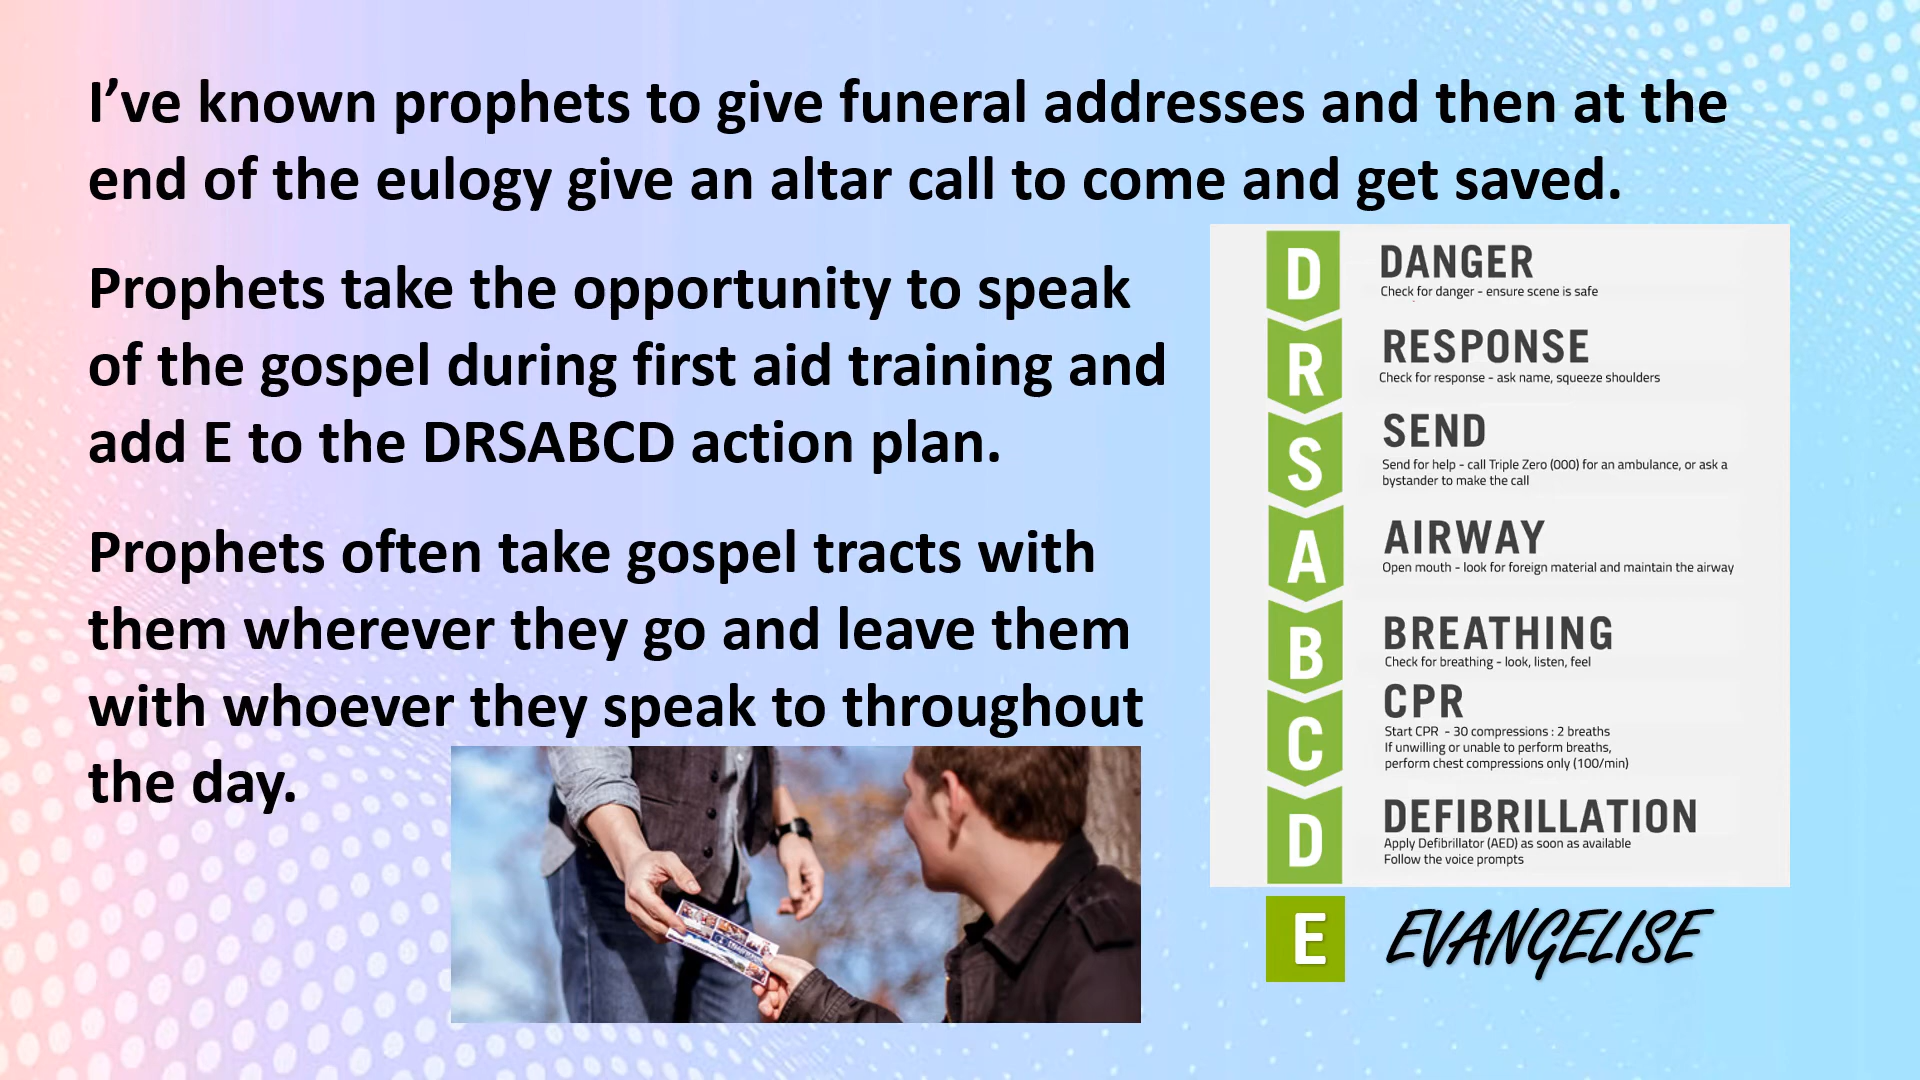 I’ve known prophets to give funeral addresses and then at the
end of the eulogy give an altar call to come and get saved.
Prophets take the opportunity to speak
of the gospel during first aid training and
add E to the DRSABCD action plan.
Prophets often take gospel tracts with
them wherever they go and leave them
with whoever they speak to throughout
the day.
D
DANGER
Check for danger - ensure scene is safe
R
RESPONSE
Check for response - ask name, squeeze shoulders
S
SEND
Send for help - call Triple Zero (000) for an ambulance, or ask a
bystander to make the call
A
AIRWAY
Open mouth - look for foreign material and maintain the airway
B
BREATHING
Check for breathing - look, listen, feel
C
CPR
Start CPR - 30 compressions : 2 breaths
If unwilling or unable to perform breaths,
perform chest compressions only (100/min)
D
DEFIBRILLATION
Apply Defibrillator (AED) as soon as available
Follow the voice prompts
E
EVANGELISE